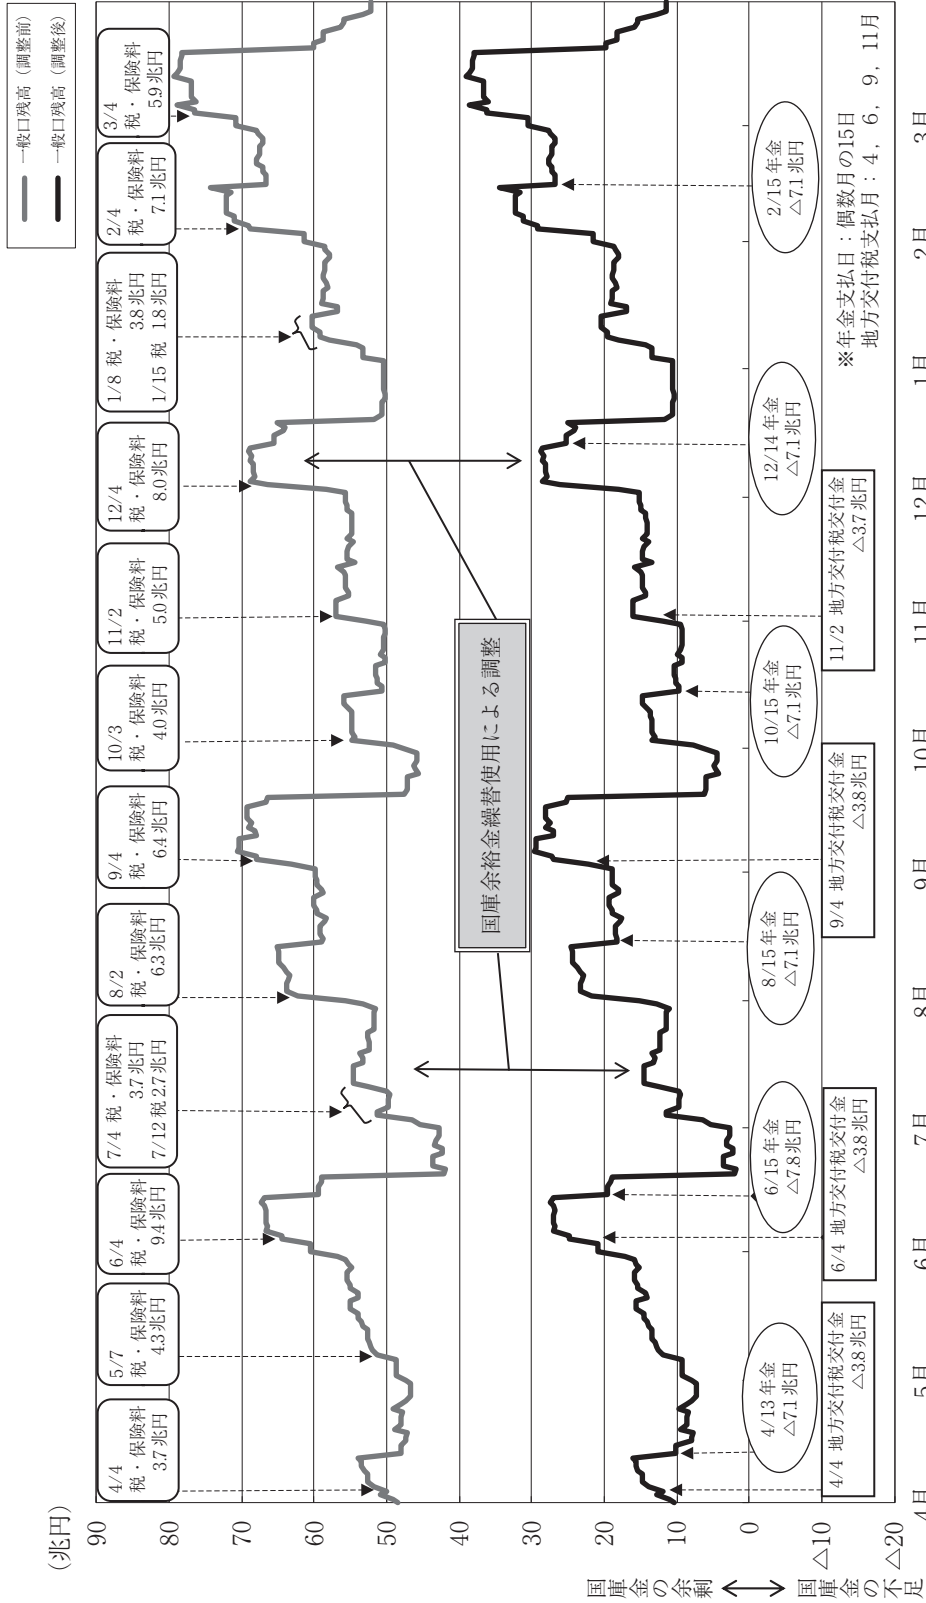 (兆円)
一般口残高（調整前）
一般口残高（調整後）
90
80
70
60
50
40
30
20
10
0
△10
△20
国庫金の余剰
国庫金の不足
4/4
税・保険料
3.7兆円
5/7
税・保険料
4.3兆円
6/4
税・保険料
9.4兆円
7/4 税・保険料
3.7兆円
7/12 税 2.7兆円
8/2
税・保険料
6.3兆円
9/4
税・保険料
6.4兆円
10/3
税・保険料
4.0兆円
11/2
税・保険料
5.0兆円
12/4
税・保険料
8.0兆円
1/8 税・保険料
3.8兆円
1/15 税 1.8兆円
2/4
税・保険料
7.1兆円
3/4
税・保険料
5.9兆円
国庫余裕金繰替使用による調整
4/13 年金
△7.1兆円
6/15 年金
△7.8兆円
8/15 年金
△7.1兆円
10/15 年金
△7.1兆円
12/14 年金
△7.1兆円
2/15 年金
△7.1兆円
4/4 地方交付税交付金
△3.8兆円
6/4 地方交付税交付金
△3.8兆円
9/4 地方交付税交付金
△3.8兆円
11/2 地方交付税交付金
△3.7兆円
※年金支払日：偶数月の15日
地方交付税支払月：4，6，9，11月
4月
5月
6月
7月
8月
9月
10月
11月
12月
1月
2月
3月